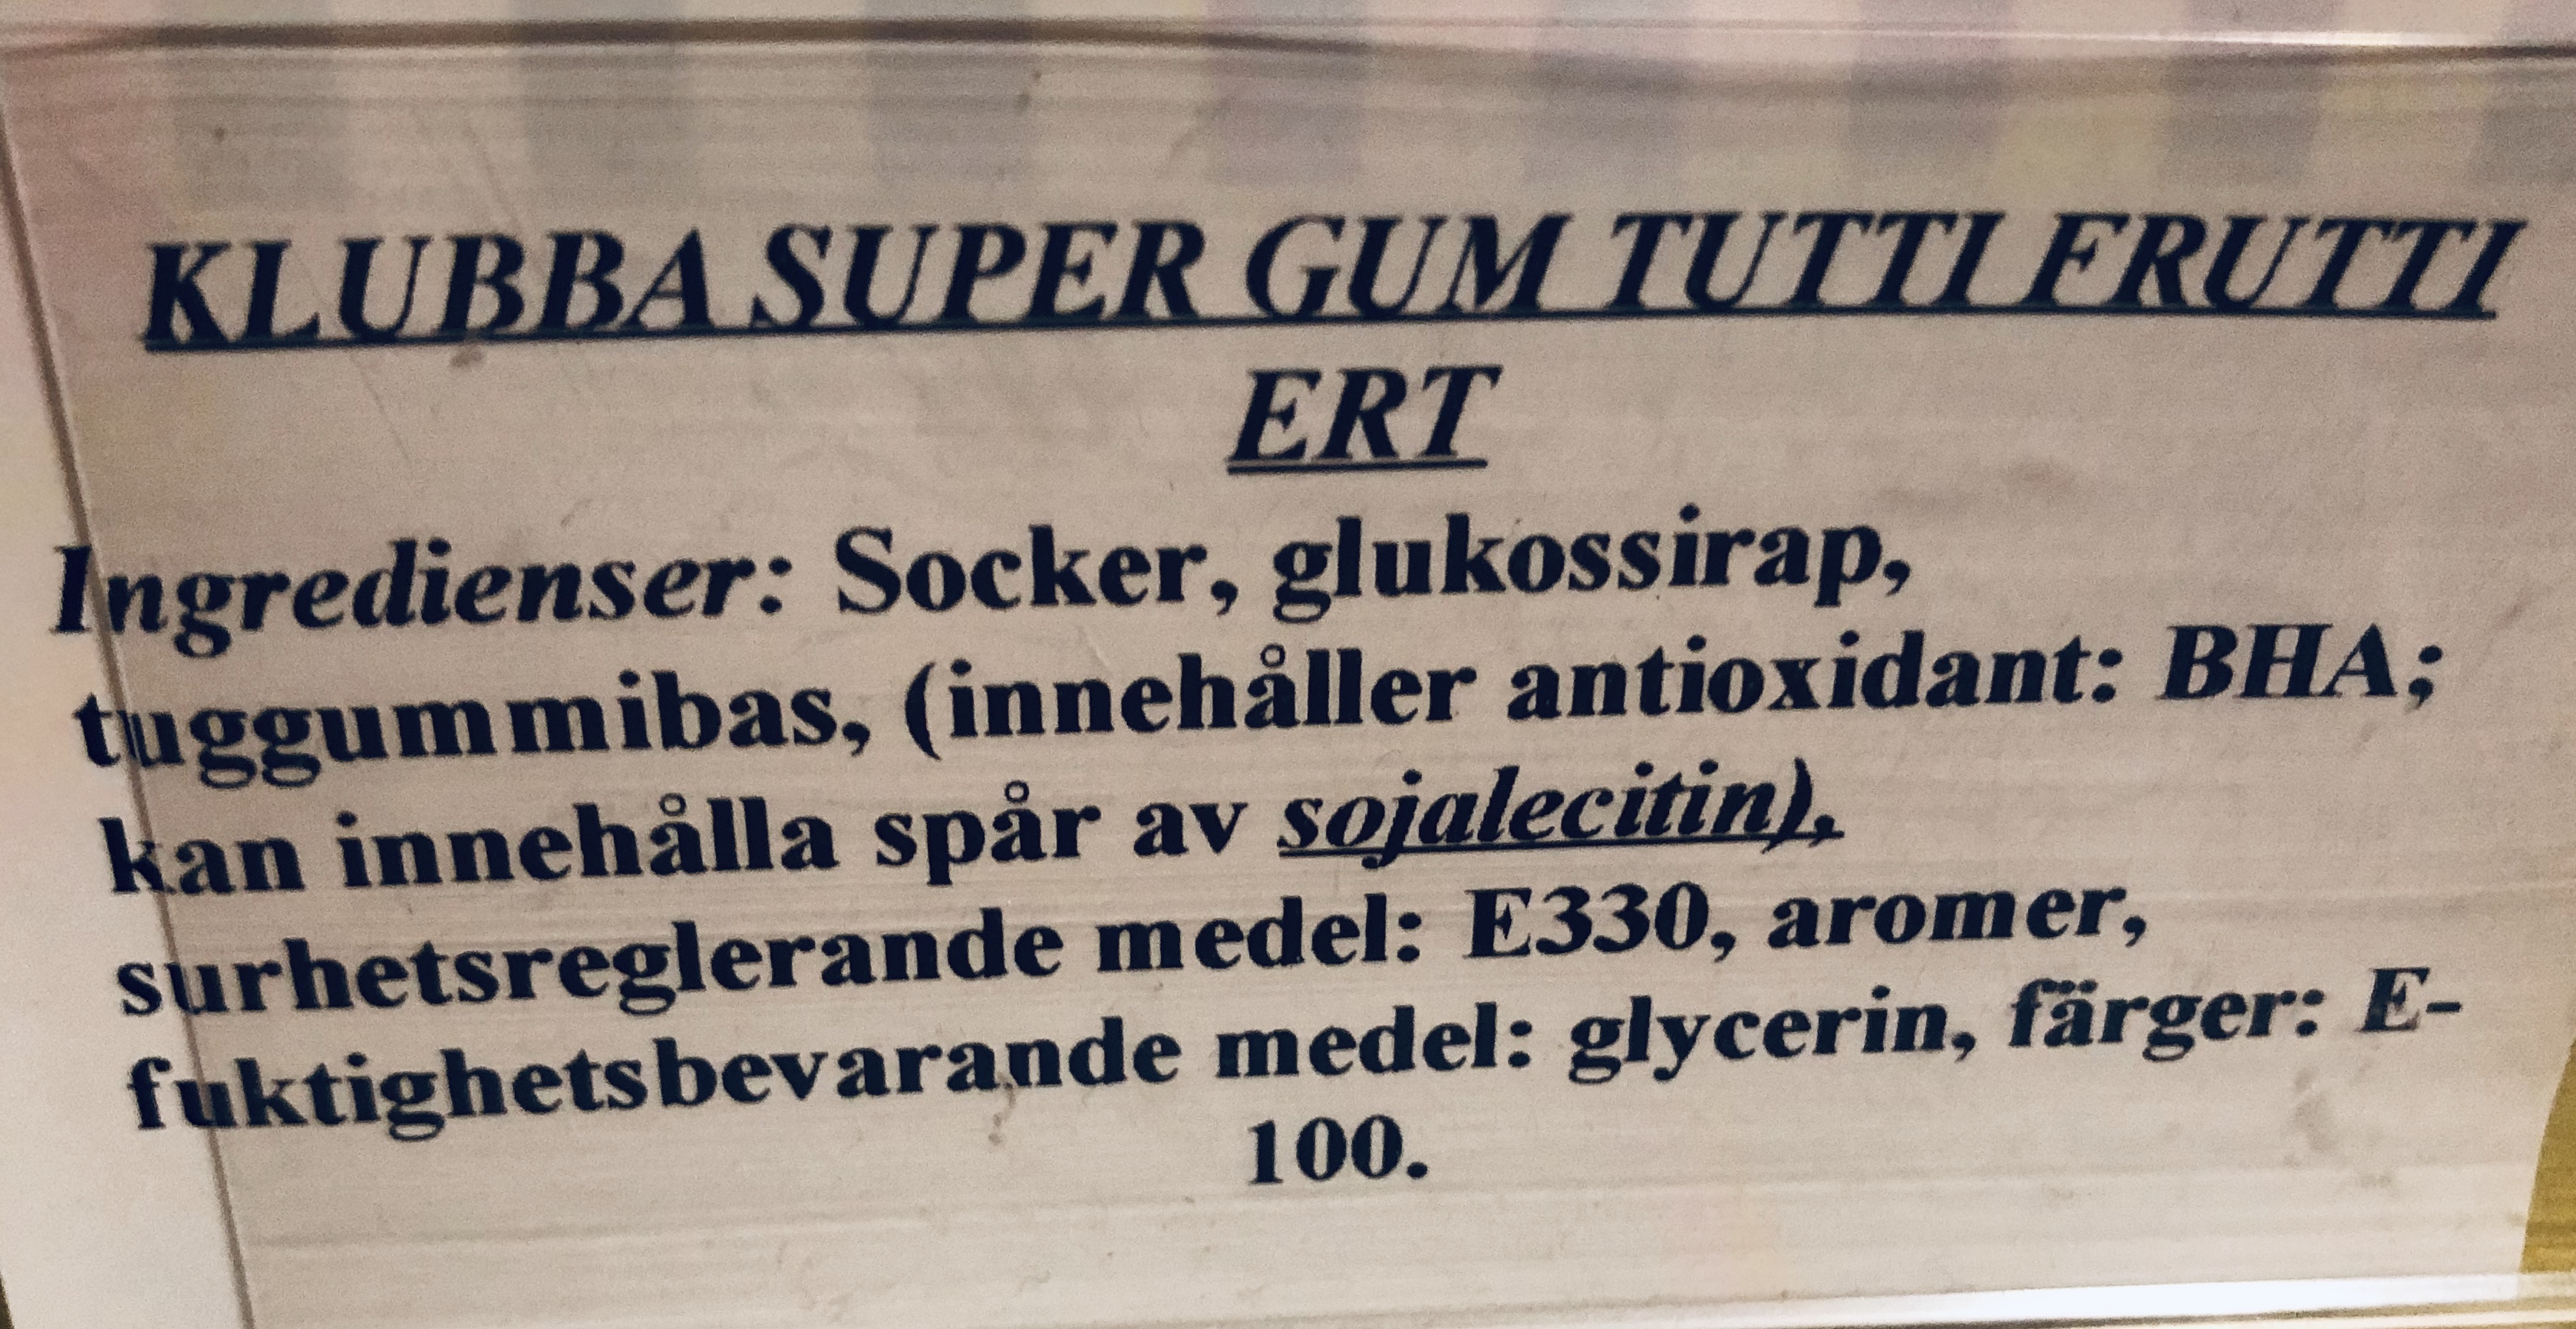 KLUBBA SUPER GUM TUTTI FRUTTI
ERT
Ingredienser: Socker, glukossirap,
tuggummibas, (innehåller antioxidant: BHA;
kan innehålla spår av sojalecitin),
surhetsreglerande medel: E330, aromer,
fuktighetsbevarande medel: glycerin, färger: E-
100.